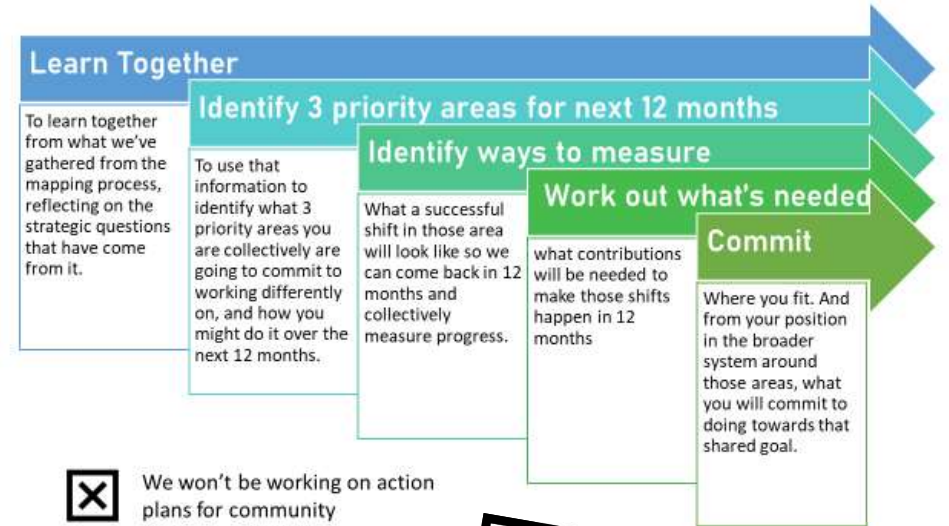 Learn Together
To learn together
from what we've
gathered from the
mapping process,
reflecting on the
strategic questions
that have come
from it.
Identify 3 priority areas for next 12 months
To use that
information to
identify what 3
priority areas you
are collectively are
going to commit to
working differently
on, and how you
might do it over the
next 12 months.
Identify ways to measure
What a successful
shift in those area
will look like so we
can come back in 12
months and
collectively
measure progress.
Work out what's needed
what contributions
will be needed to
make those shifts
happen in 12
months
Commit
Where you fit. And
from your position
in the broader
system around
those areas, what
you will commit to
doing towards that
shared goal.
We won't be working on action
plans for community